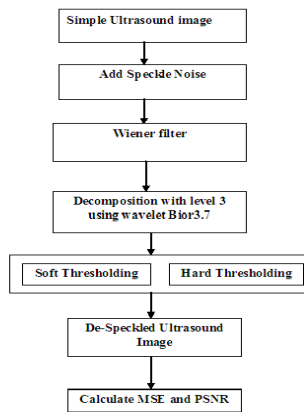 Simple Ultrasound image
Add Speckle Noise
Wiener filter
Decomposition with level 3
using wavelet Bior3.7
Soft Thresholding
Hard Thresholding
De-Speckled Ultrasound
Image
Calculate MSE and PSNR